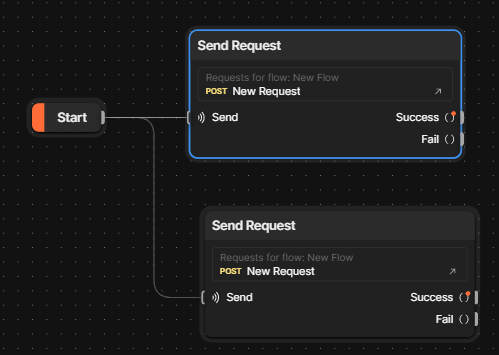 Send Request
Requests for flow: New Flow
POST New Request
Start
Send
Success ()
Fail ()
Send Request
Requests for flow: New Flow
POST New Request
Send
Success ()
Fail ()